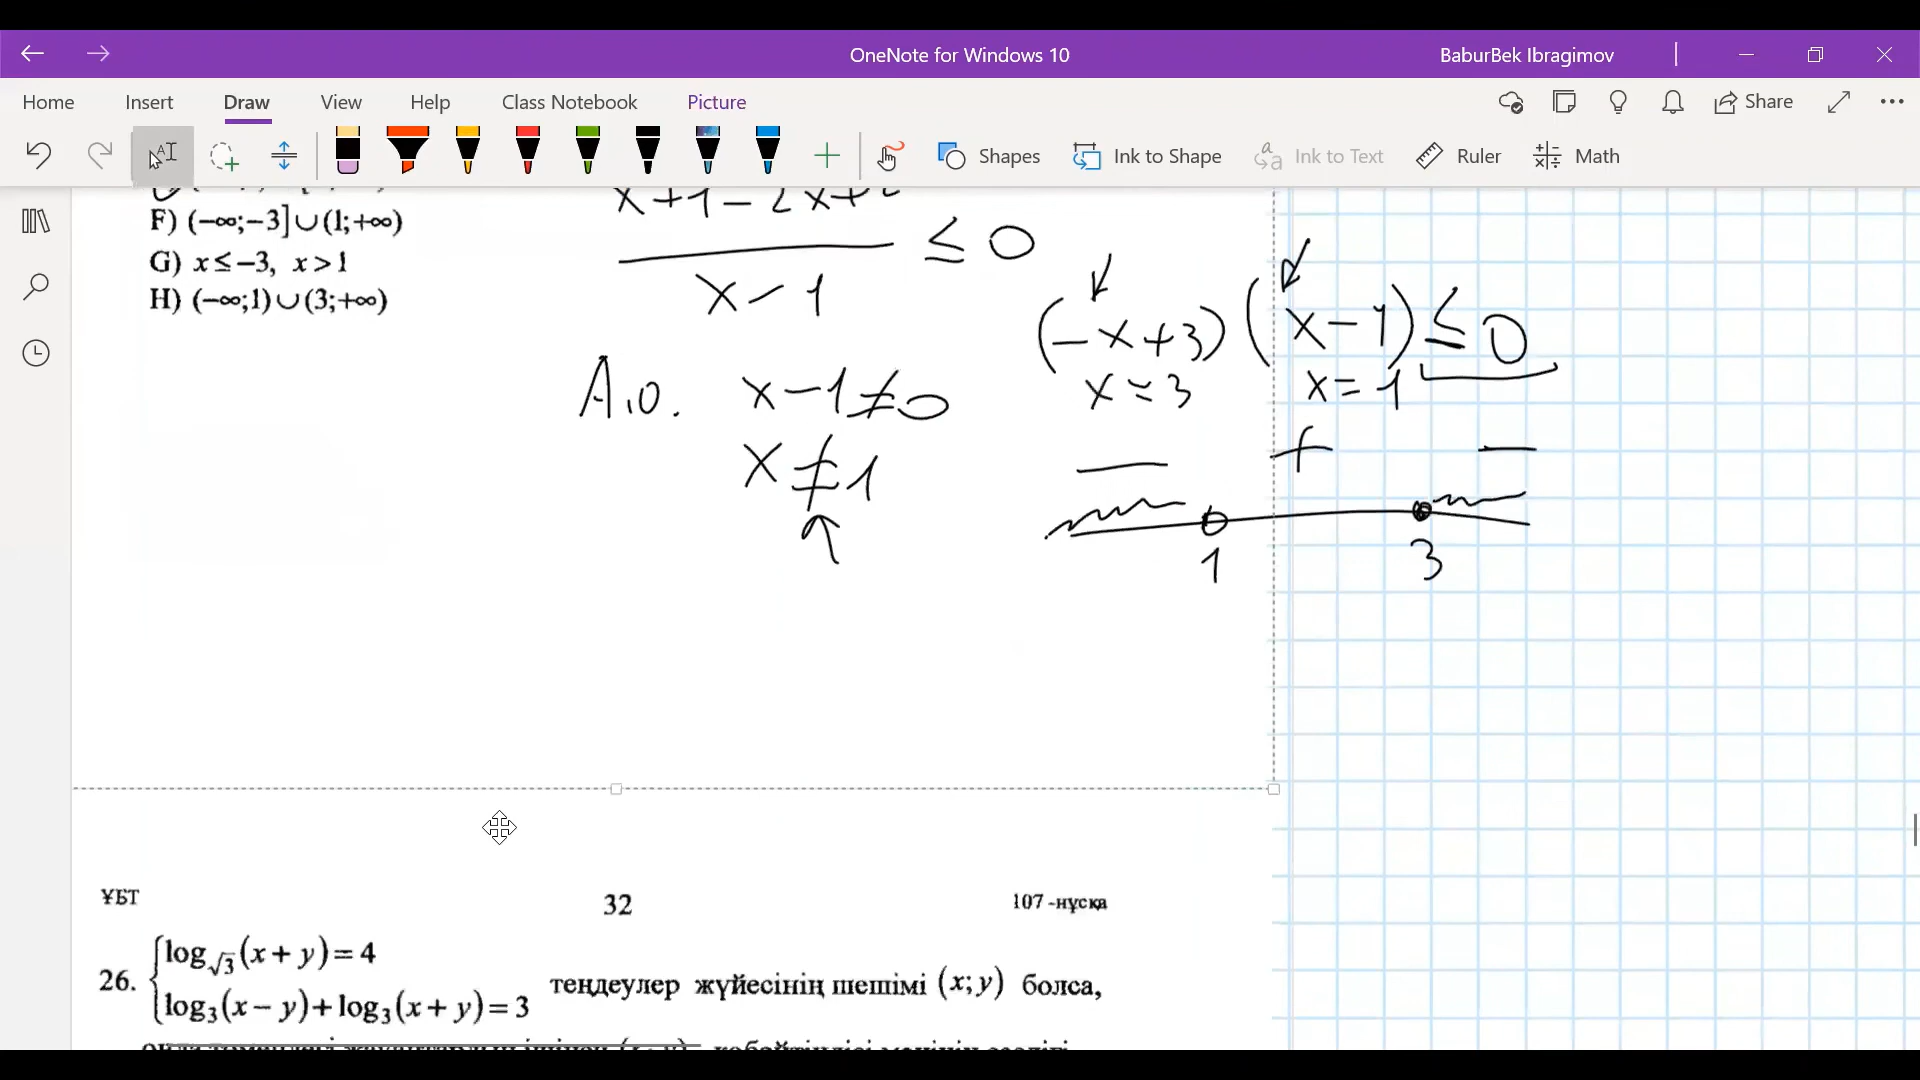 OneNote for Windows 10
BaburBek Ibragimov
Home Insert Draw View Help Class Notebook Picture
Share
Shapes Ink to Shape Ink to Text Ruler Math
F) (−∞;−3]∪(1;+∞)
G) x≤−3, x>1
H) (−∞;1)∪(3;+∞)
x+1−2x+2
x−1
≤0
А.о. x−1≠0
x≠1
(−x+3)(x−1)≤0
x=3 x=1
− + −
1 3
ҰБТ 32 107 -нұсқа
26. {log√3(x+y)=4
log3(x−y)+log3(x+y)=3
теңдеулер жүйесінің шешімі (x;y) болса,